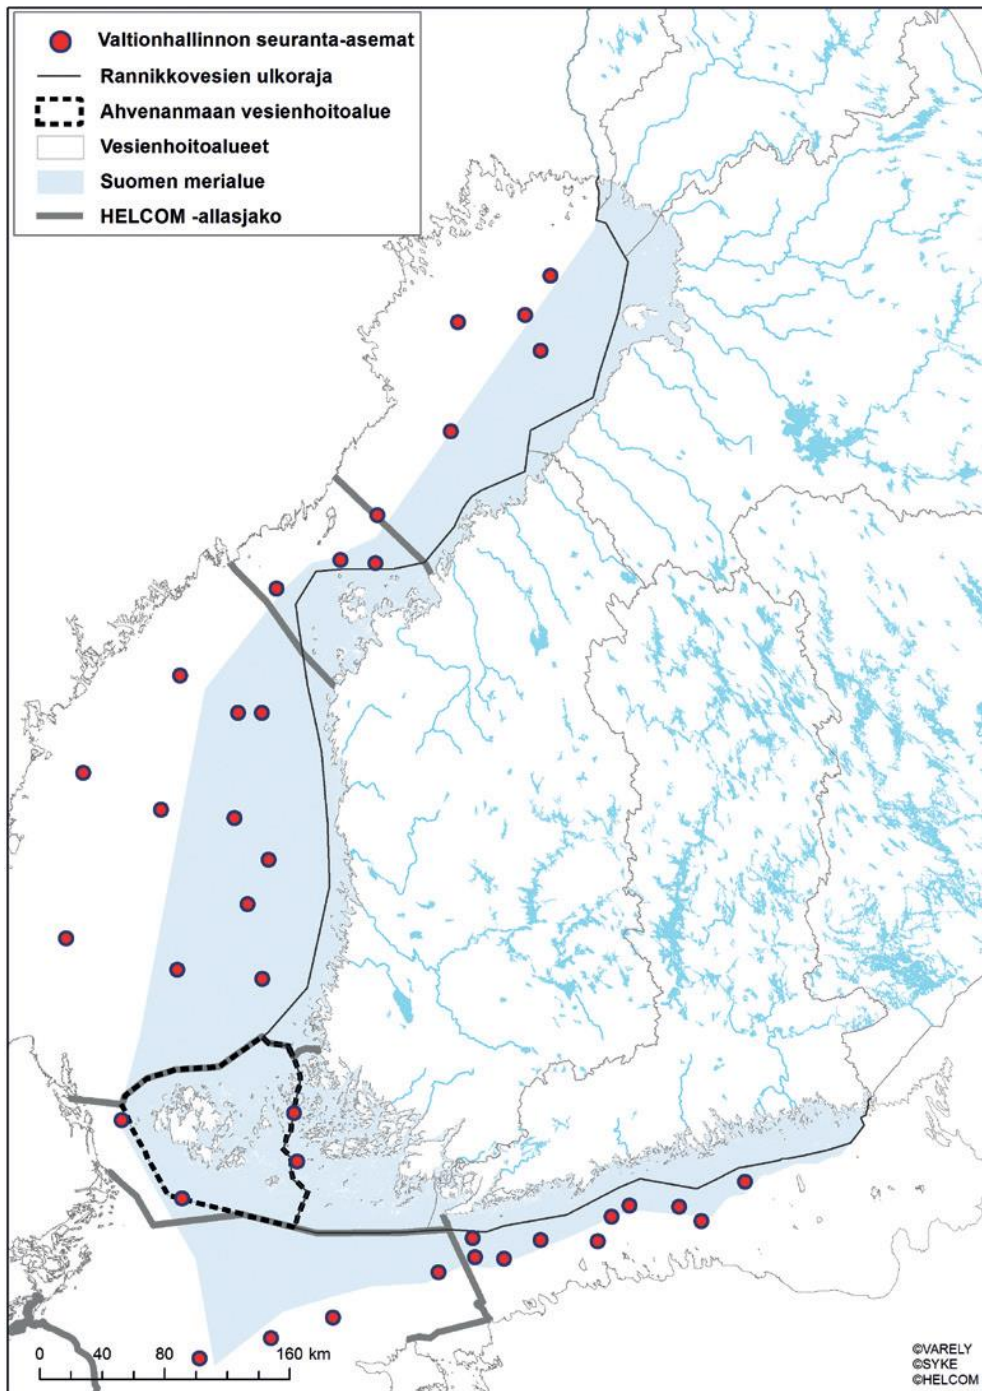 Valtionhallinnon seuranta-asemat
Rannikkovesien ulkoraja
Ahvenanmaan vesienhoitoalue
Vesienhoitoalueet
Suomen merialue
HELCOM -allasjako
0 40 80 160 km
©VARELY
©SYKE
©HELCOM